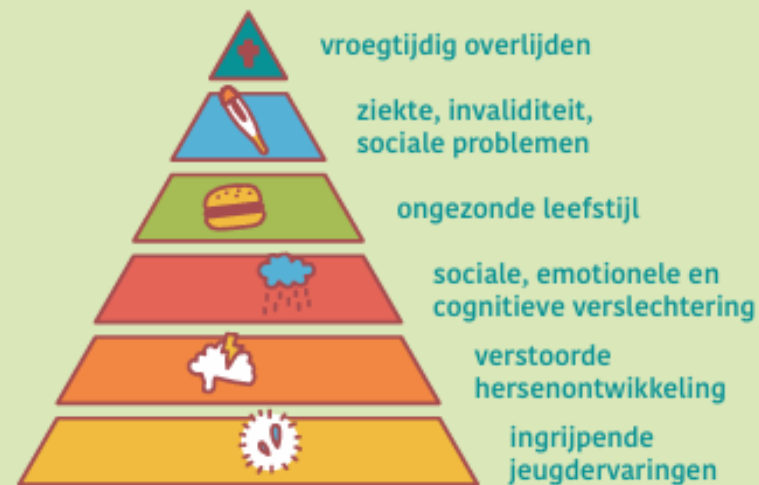 vroegtijdig overlijden
ziekte, invaliditeit,
sociale problemen
ongezonde leefstijl
sociale, emotionele en
cognitieve verslechtering
verstoorde
hersenontwikkeling
ingrijpende
jeugdervaringen